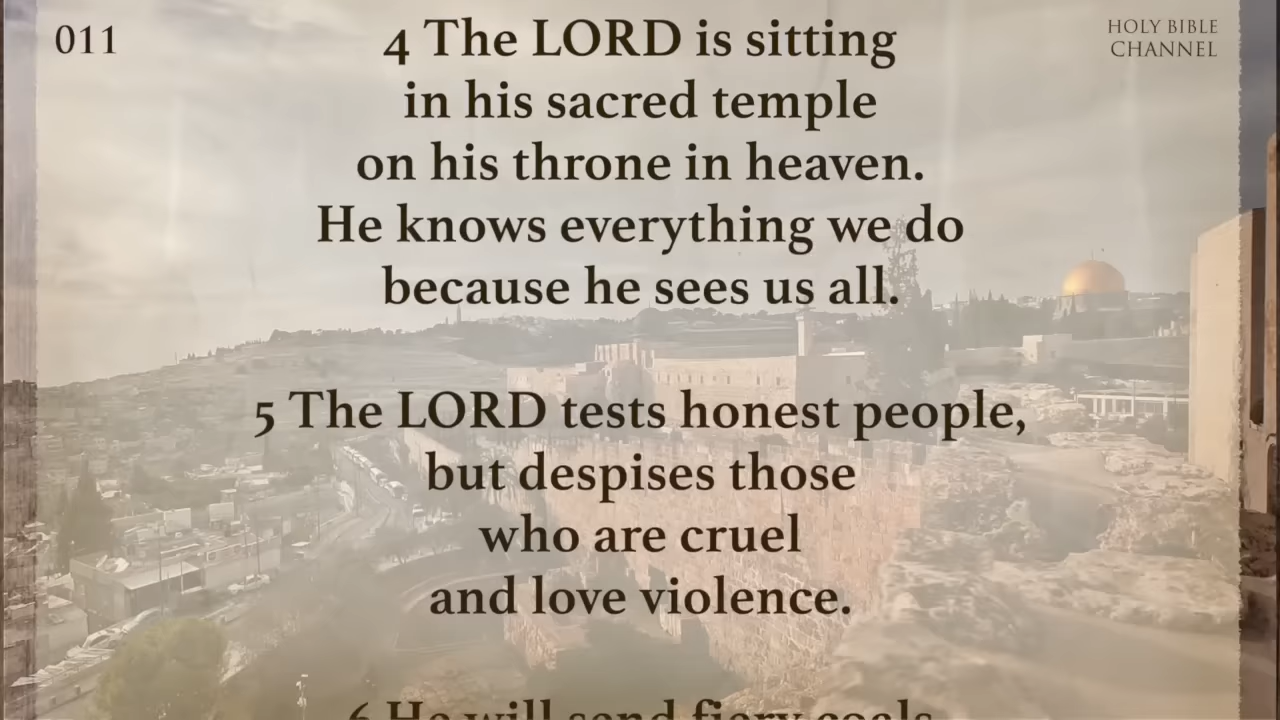 011
HOLY BIBLE
CHANNEL
4 The LORD is sitting
in his sacred temple
on his throne in heaven.
He knows everything we do
because he sees us all.
5 The LORD tests honest people,
but despises those
who are cruel
and love violence.
6 He will send fiery coals